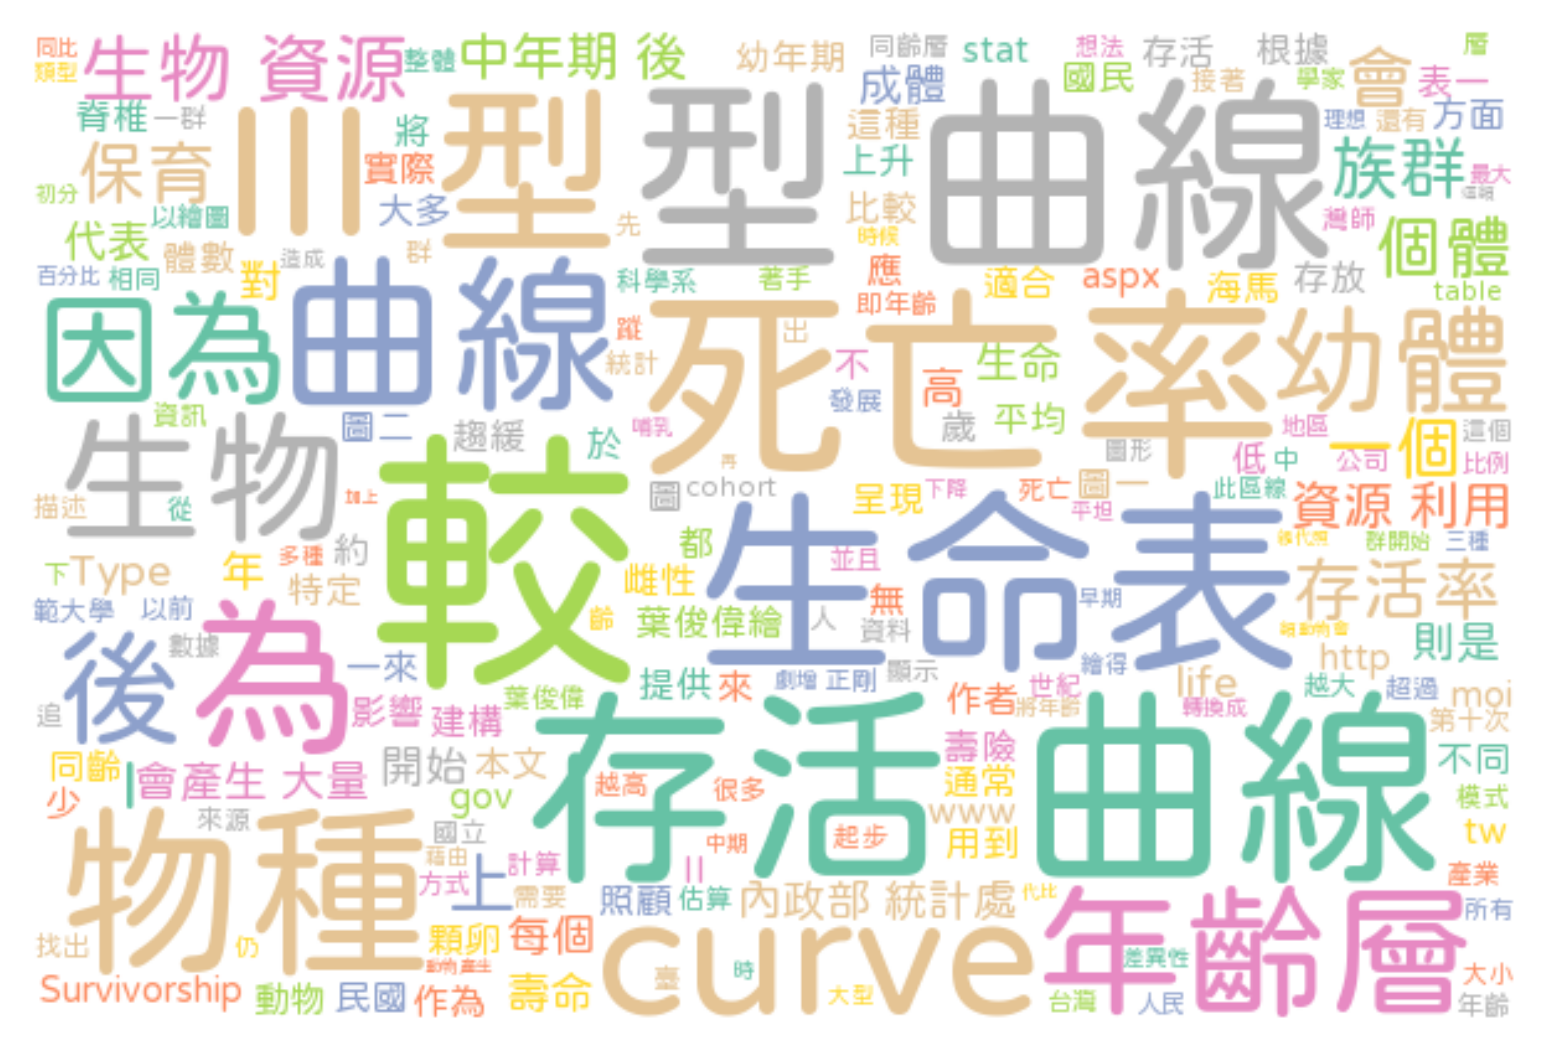 同比 生物 資源 整體 中年期 後 幼年期 同齡層 stat 想法 存活 根據 會 層
類型 成體 國民 接著 學家 表一
脊椎 一群 III 型 型 曲線 這種 理想 還有 方面
將 保育 實際 上升 族群 最大
初分 以繪圖 大多 先 比較 灣師
代表 體數 造成 群 時候 個體
百分比 相同 對 曲線 科學系 著手 應 適合 aspx 海馬 存放 table
因為 蹤 死亡率 出 即年齡 幼體
統計 不 高 生命
資訊 發展 歲 平均
生物 圖二 趨緩 於 哺乳 圖形 地區 一個 這個
再 低 中 公司 比例
描述 從 加上 較 圖 cohort 呈現 下降 死亡 圖一 此區線 資源 利用
平坦
約 都 生命表 並且 群開始 三種
下 Type 年 多種 特定 雌性 無 早期 存活率
範大學 以前 齡 葉俊偉繪 人 資料
後 數據 為 一來 顯示 繪得 http 則是
提供 來 劇增 正剛 life 越大 超過 moi
追 影響 建構 葉俊偉 作者 世紀 將年齡 轉換成 第十次
同齡 I 會產生 大量 開始 本文 存活 曲線 壽險 不同
少 gov 越高 很多 通常 模式
物種 來源 國立 起步 www 用到 tw
藉由 計算 中期
方式 上 需要 II 照顧 估算 內政部 統計處 代比 產業
年齡層 所有
找出 仍 顆卵 每個 curve 差異性
動物產生 臺 時 大小
Survivorship 動物 民國 作為 壽命 大型 台灣 人民 年齡